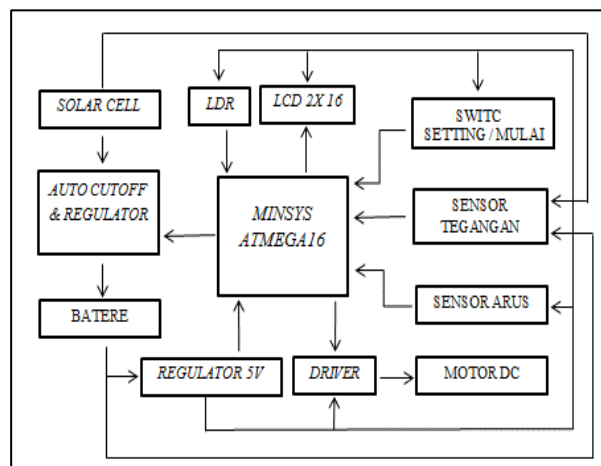 SOLAR CELL
LDR
LCD 2X 16
SWITC
SETTING / MULAI
AUTO CUTOFF
& REGULATOR
MINSYS
ATMEGA16
SENSOR
TEGANGAN
BATERE
SENSOR ARUS
REGULATOR 5V
DRIVER
MOTOR DC